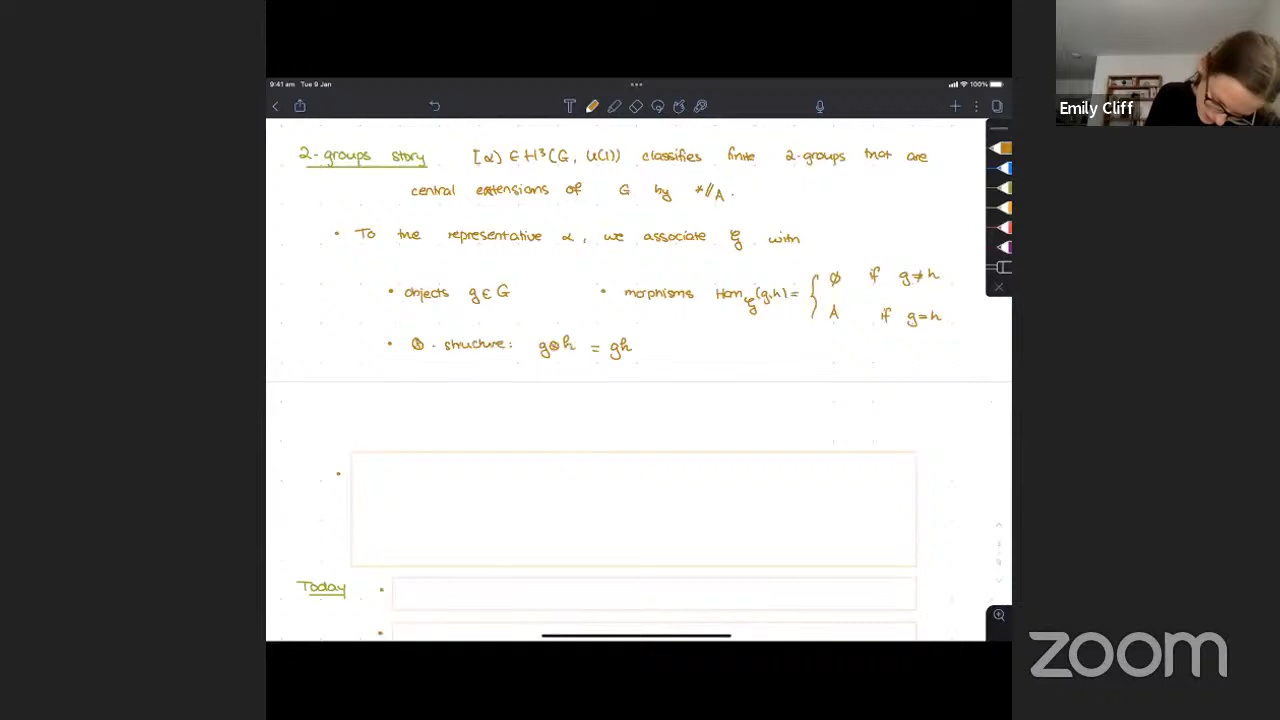 9:41 am Tue 9 Jan
100%
Emily Cliff
2-groups story [α] ∈ H³(G, U(1)) classifies finite 2-groups that are
central extensions of G by *//A.
• To the representative α, we associate 𝒢 with
• objects g ∈ G • morphisms Hom_𝒢(g,h) = { ∅ if g ≠ h
A if g = h
• ⊗-structure: g⊗h = gh
•
Today •
•
zoom